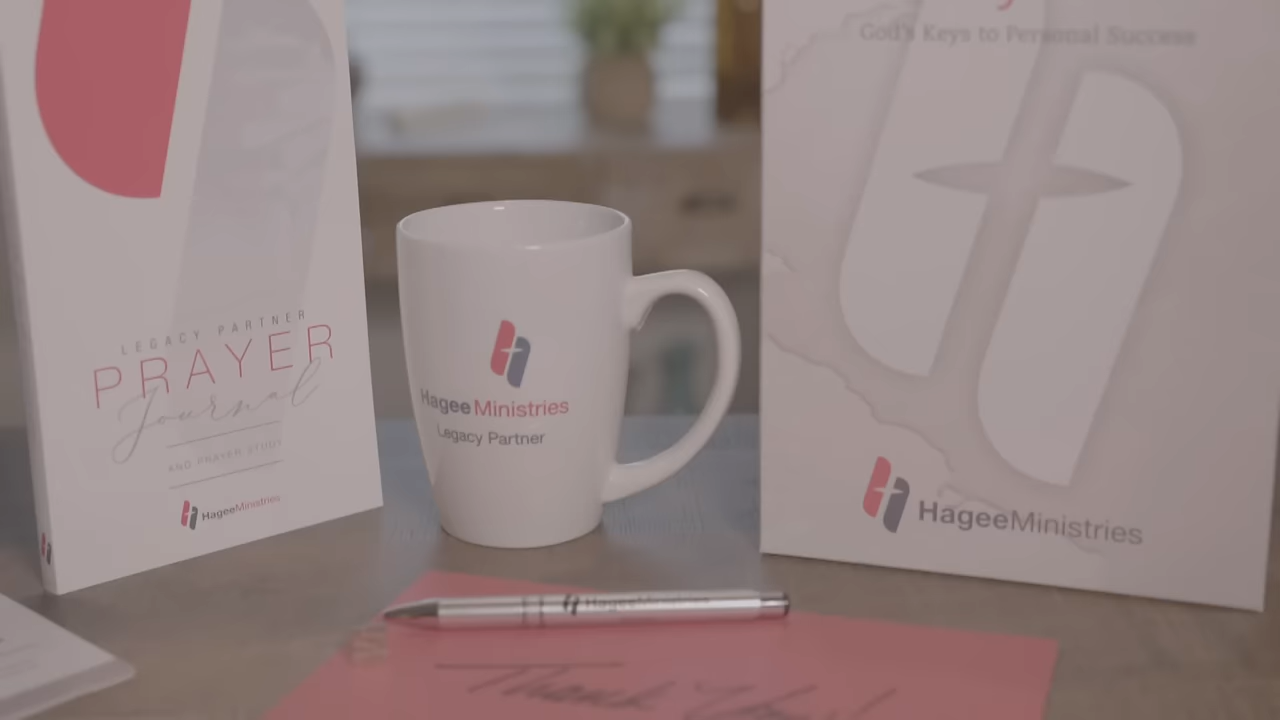 LEGACY PARTNER
PRAYER
Journal
AND PRAYER STUDY
HageeMinistries
Hagee Ministries
Legacy Partner
God's Keys to Personal Success
HageeMinistries
HageeMinistries
Thank You!